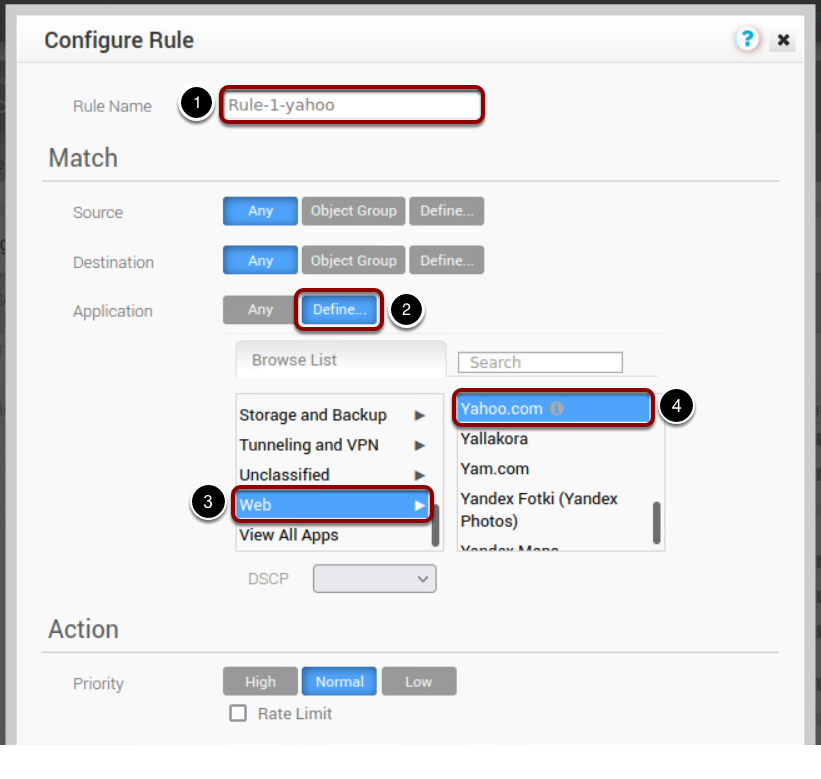 Configure Rule ? ✖
Rule Name 1 Rule-1-yahoo
Match
Source Any Object Group Define...
Destination Any Object Group Define...
Application Any Define... 2
Browse List Search
Storage and Backup ▶ Yahoo.com i 4
Tunneling and VPN ▶ Yallakora
Unclassified ▶ Yam.com
3 Web ▶ Yandex Fotki (Yandex
Photos)
View All Apps Yandex Maps
DSCP
Action
Priority High Normal Low
Rate Limit